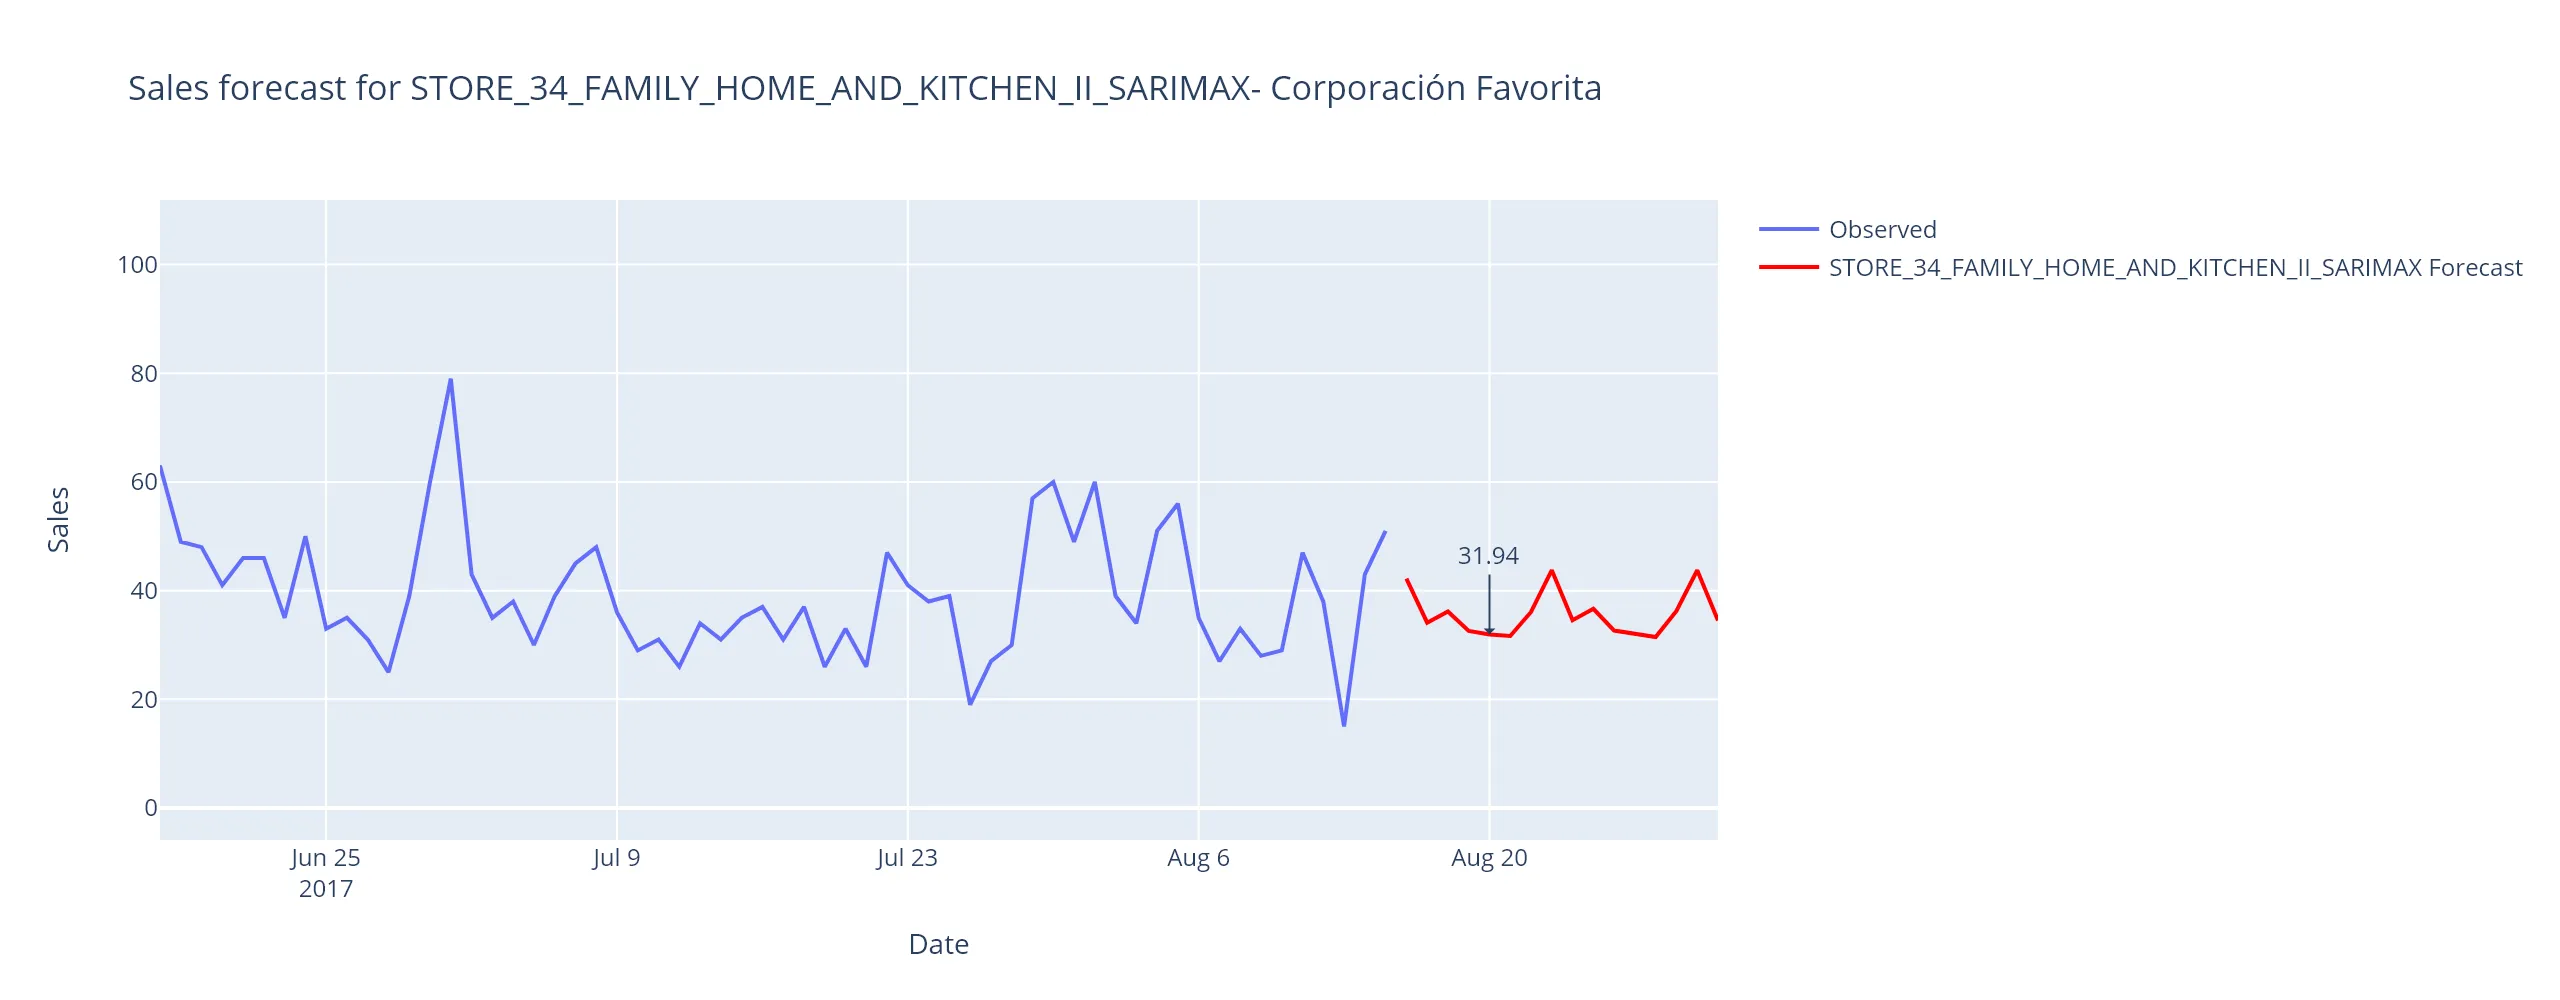 Sales forecast for STORE_34_FAMILY_HOME_AND_KITCHEN_II_SARIMAX- Corporación Favorita
Observed
STORE_34_FAMILY_HOME_AND_KITCHEN_II_SARIMAX Forecast
100
80
60
40
20
0
Sales
31.94
Jun 25
2017
Jul 9
Jul 23
Aug 6
Aug 20
Date